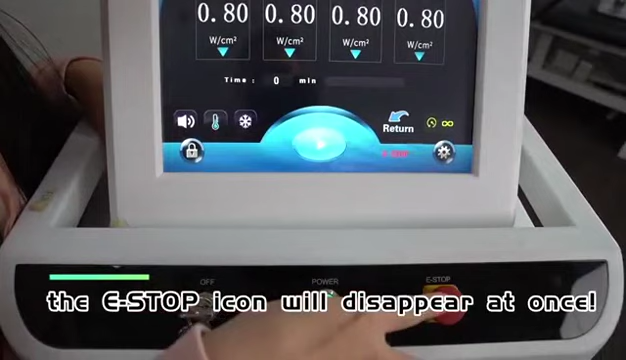 0.80 0.80 0.80 0.80
W/cm² W/cm² W/cm² W/cm²
Time: 0 min
Return
OFF POWER E-STOP
the E-STOP icon will disappear at once!